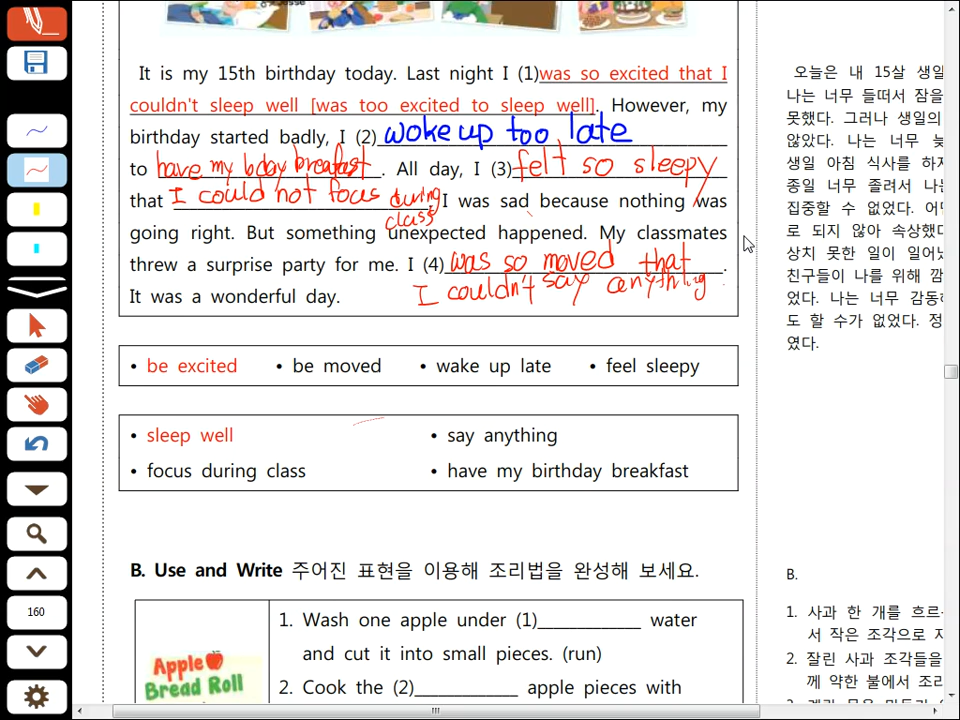 It is my 15th birthday today. Last night I (1)was so excited that I
couldn't sleep well [was too excited to sleep well]. However, my
birthday started badly, I (2) woke up too late
to have my bday breakfast. All day, I (3) felt so sleepy
that I could not focus during
class I was sad because nothing was
going right. But something unexpected happened. My classmates
threw a surprise party for me. I (4) was so moved that
I couldn't say anything.
It was a wonderful day.
• be excited • be moved • wake up late • feel sleepy
• sleep well • say anything
• focus during class • have my birthday breakfast
B. Use and Write 주어진 표현을 이용해 조리법을 완성해 보세요.
Apple
Bread Roll
1. Wash one apple under (1)____________ water
and cut it into small pieces. (run)
2. Cook the (2)____________ apple pieces with
오늘은 내 15살 생일
나는 너무 들떠서 잠을
못했다. 그러나 생일의
않았다. 나는 너무 늦
생일 아침 식사를 하지
종일 너무 졸려서 나는
집중할 수 없었다. 어떤
로 되지 않아 속상했다
상치 못한 일이 일어났
친구들이 나를 위해 깜
었다. 나는 너무 감동해
도 할 수가 없었다. 정
였다.
B.
1. 사과 한 개를 흐르
서 작은 조각으로 자
2. 잘린 사과 조각들을
께 약한 불에서 조리
160